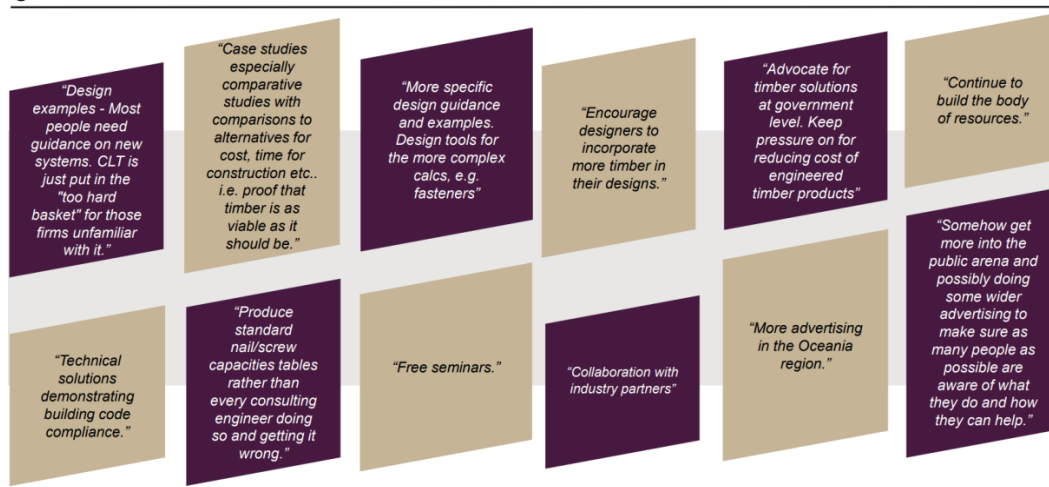 “Design
examples - Most
people need
guidance on new
systems. CLT is
just put in the
"too hard
basket" for those
firms unfamiliar
with it.”
“Case studies
especially
comparative
studies with
comparisons to
alternatives for
cost, time for
construction etc..
i.e. proof that
timber is as
viable as it
should be.”
“More specific
design guidance
and examples.
Design tools for
the more complex
calcs, e.g.
fasteners”
“Encourage
designers to
incorporate
more timber in
their designs.”
“Advocate for
timber solutions
at government
level. Keep
pressure on for
reducing cost of
engineered
timber products”
“Continue to
build the body
of resources.”
“Technical
solutions
demonstrating
building code
compliance.”
“Produce
standard
nail/screw
capacities tables
rather than
every consulting
engineer doing
so and getting it
wrong.”
“Free seminars.”
“Collaboration with
industry partners”
“More advertising
in the Oceania
region.”
“Somehow get
more into the
public arena and
possibly doing
some wider
advertising to
make sure as
many people as
possible are
aware of what
they do and how
they can help.”